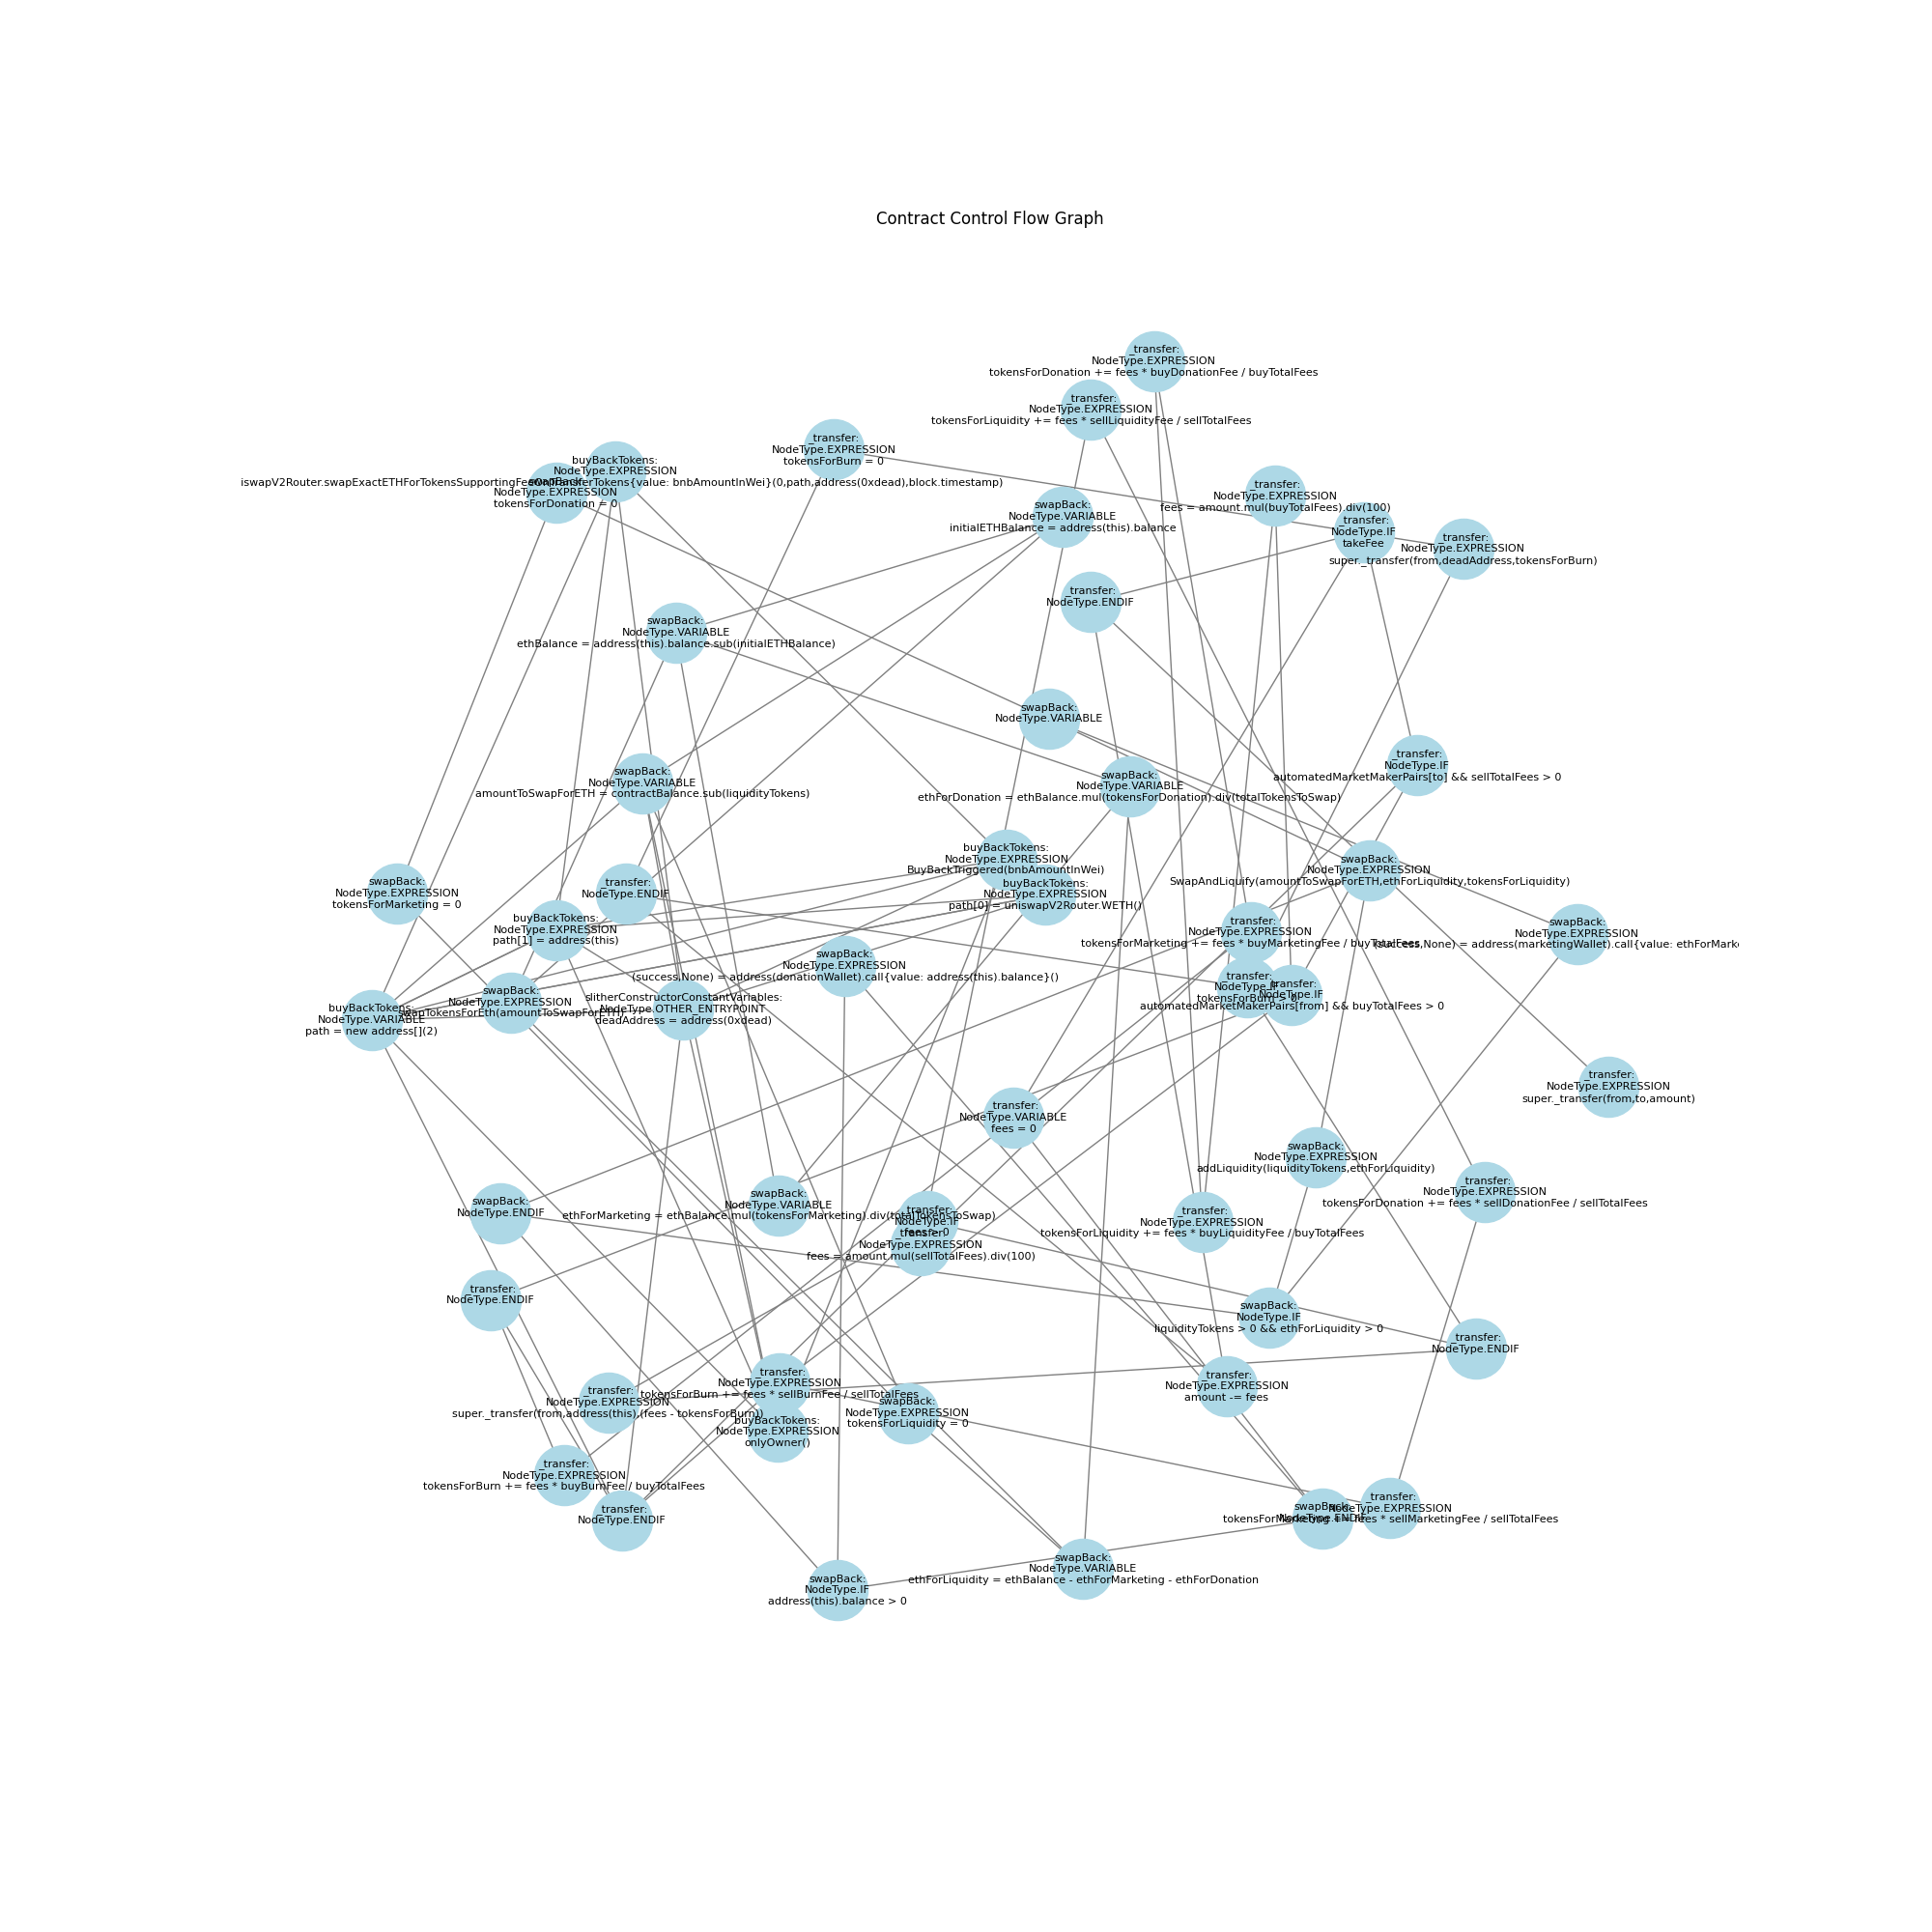 Contract Control Flow Graph
_transfer:
NodeType.EXPRESSION
tokensForDonation += fees * buyDonationFee / buyTotalFees
_transfer:
NodeType.EXPRESSION
tokensForLiquidity += fees * sellLiquidityFee / sellTotalFees
_transfer:
NodeType.EXPRESSION
tokensForBurn = 0
buyBackTokens:
NodeType.EXPRESSION
iswapV2Router.swapExactETHForTokensSupportingFeeOnTransferTokens{value: bnbAmountInWei}(0,path,address(0xdead),block.timestamp)
swapBack:
NodeType.EXPRESSION
tokensForDonation = 0
_transfer:
NodeType.EXPRESSION
fees = amount.mul(buyTotalFees).div(100)
swapBack:
NodeType.VARIABLE
initialETHBalance = address(this).balance
_transfer:
NodeType.IF
takeFee
_transfer:
NodeType.EXPRESSION
super._transfer(from,deadAddress,tokensForBurn)
_transfer:
NodeType.ENDIF
swapBack:
NodeType.VARIABLE
ethBalance = address(this).balance.sub(initialETHBalance)
swapBack:
NodeType.VARIABLE
_transfer:
NodeType.IF
automatedMarketMakerPairs[to] && sellTotalFees > 0
swapBack:
NodeType.VARIABLE
amountToSwapForETH = contractBalance.sub(liquidityTokens)
swapBack:
NodeType.VARIABLE
ethForDonation = ethBalance.mul(tokensForDonation).div(totalTokensToSwap)
buyBackTokens:
NodeType.EXPRESSION
BuyBackTriggered(bnbAmountInWei)
swapBack:
NodeType.EXPRESSION
SwapAndLiquify(amountToSwapForETH,ethForLiquidity,tokensForLiquidity)
swapBack:
NodeType.EXPRESSION
tokensForMarketing = 0
_transfer:
NodeType.ENDIF
buyBackTokens:
NodeType.EXPRESSION
path[0] = uniswapV2Router.WETH()
buyBackTokens:
NodeType.EXPRESSION
path[1] = address(this)
_transfer:
NodeType.EXPRESSION
tokensForMarketing += fees * buyMarketingFee / buyTotalFees
swapBack:
NodeType.EXPRESSION
(success,None) = address(marketingWallet).call{value: ethForMark
swapBack:
NodeType.EXPRESSION
(success,None) = address(donationWallet).call{value: address(this).balance}()
_transfer:
NodeType.IF
tokensForBurn > 0
_transfer:
NodeType.IF
automatedMarketMakerPairs[from] && buyTotalFees > 0
swapBack:
NodeType.EXPRESSION
swapTokensForEth(amountToSwapForETH)
slitherConstructorConstantVariables:
NodeType.OTHER_ENTRYPOINT
deadAddress = address(0xdead)
buyBackTokens:
NodeType.VARIABLE
path = new address[](2)
_transfer:
NodeType.EXPRESSION
super._transfer(from,to,amount)
_transfer:
NodeType.VARIABLE
fees = 0
swapBack:
NodeType.EXPRESSION
addLiquidity(liquidityTokens,ethForLiquidity)
_transfer:
NodeType.EXPRESSION
tokensForDonation += fees * sellDonationFee / sellTotalFees
swapBack:
NodeType.VARIABLE
ethForMarketing = ethBalance.mul(tokensForMarketing).div(totalTokensToSwap)
swapBack:
NodeType.ENDIF
_transfer:
NodeType.IF
fees > 0
_transfer:
NodeType.EXPRESSION
tokensForLiquidity += fees * buyLiquidityFee / buyTotalFees
_transfer:
NodeType.EXPRESSION
fees = amount.mul(sellTotalFees).div(100)
_transfer:
NodeType.ENDIF
swapBack:
NodeType.IF
liquidityTokens > 0 && ethForLiquidity > 0
_transfer:
NodeType.ENDIF
_transfer:
NodeType.EXPRESSION
tokensForBurn += fees * sellBurnFee / sellTotalFees
_transfer:
NodeType.EXPRESSION
amount -= fees
_transfer:
NodeType.EXPRESSION
super._transfer(from,address(this),(fees - tokensForBurn))
swapBack:
NodeType.EXPRESSION
tokensForLiquidity = 0
buyBackTokens:
NodeType.EXPRESSION
onlyOwner()
_transfer:
NodeType.EXPRESSION
tokensForBurn += fees * buyBurnFee / buyTotalFees
_transfer:
NodeType.ENDIF
swapBack:
NodeType.ENDIF
_transfer:
NodeType.EXPRESSION
tokensForMarketing += fees * sellMarketingFee / sellTotalFees
swapBack:
NodeType.VARIABLE
ethForLiquidity = ethBalance - ethForMarketing - ethForDonation
swapBack:
NodeType.IF
address(this).balance > 0